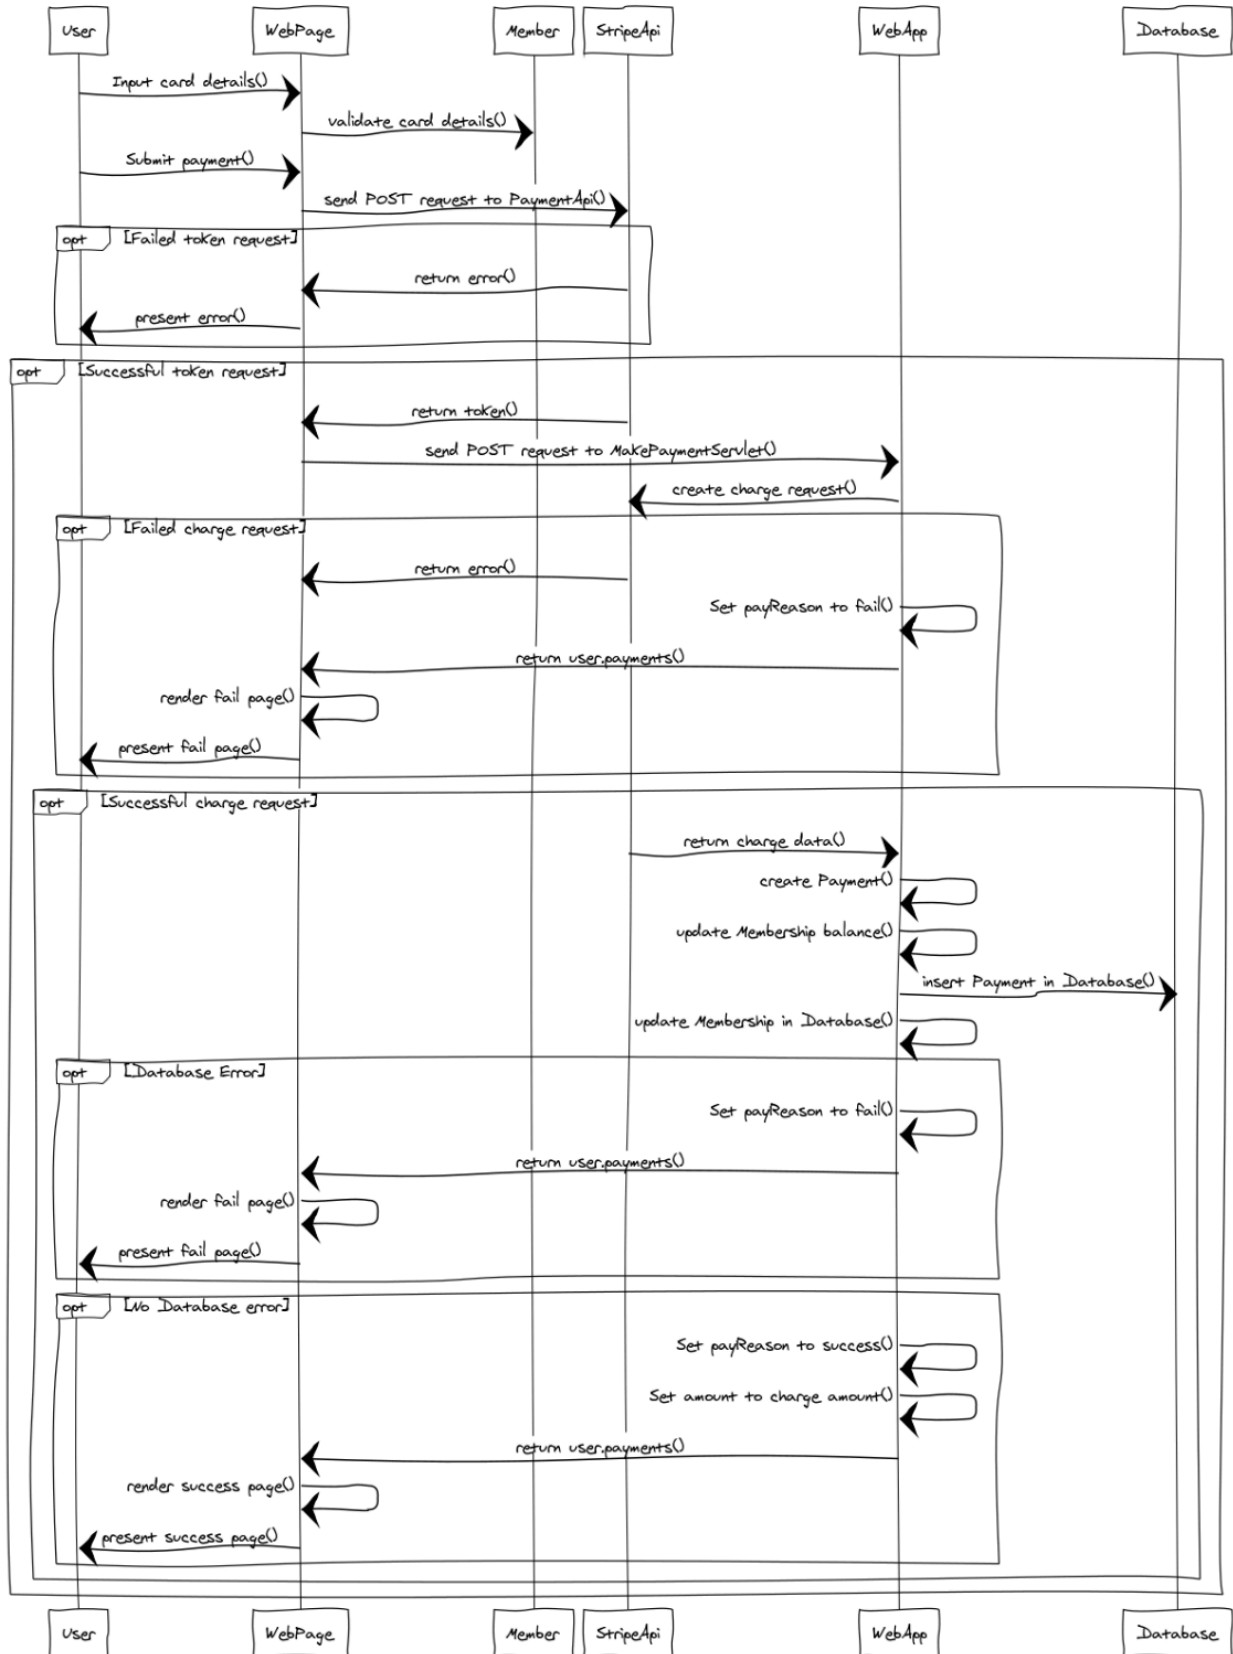 User WebPage Member StripeApi WebApp Database
Input card details()
validate card details()
Submit payment()
send POST request to PaymentApi()
opt [Failed token request]
return error()
present error()
opt [Successful token request]
return token()
send POST request to MakePaymentServlet()
create charge request()
opt [Failed charge request]
return error()
Set payReason to fail()
return user.payments()
render fail page()
present fail page()
opt [Successful charge request]
return charge data()
create Payment()
update Membership balance()
insert Payment in Database()
update Membership in Database()
opt [Database Error]
Set payReason to fail()
return user.payments()
render fail page()
present fail page()
opt [No Database error]
Set payReason to success()
Set amount to charge amount()
return user.payments()
render success page()
present success page()
User WebPage Member StripeApi WebApp Database